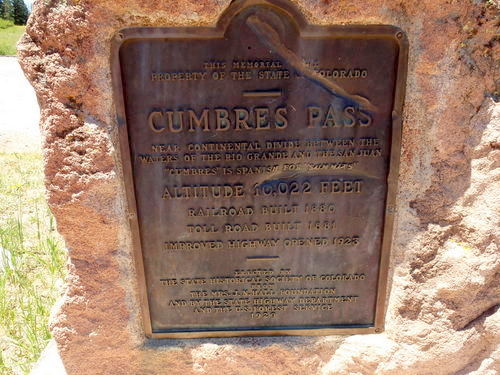 THIS MEMORIAL
PROPERTY OF THE STATE COLORADO
CUMBRES PASS
NEAR CONTINENTAL DIVIDE BETWEEN THE
WATERS OF THE RIO GRANDE AND THE SAN JUAN
"CUMBRES" IS SPANISH FOR "SUMMITS"
ALTITUDE 10,022 FEET
RAILROAD BUILT 1880
TOLL ROAD BUILT 1881
IMPROVED HIGHWAY OPENED 1923
ERECTED BY
THE STATE HISTORICAL SOCIETY OF COLORADO
FROM
THE MRS. J. N. HALL FOUNDATION
AND BY THE STATE HIGHWAY DEPARTMENT
AND THE U.S. FOREST SERVICE